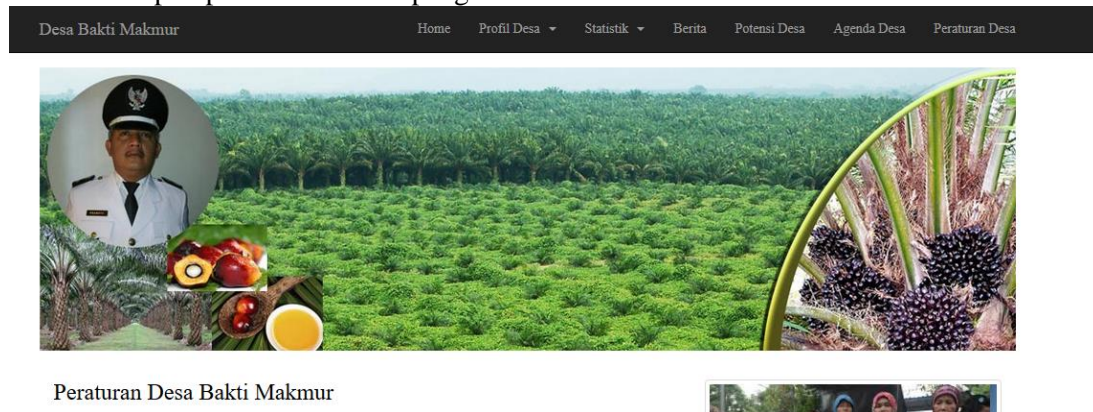 Desa Bakti Makmur
Home Profil Desa Statistik Berita Potensi Desa Agenda Desa Peraturan Desa
Peraturan Desa Bakti Makmur